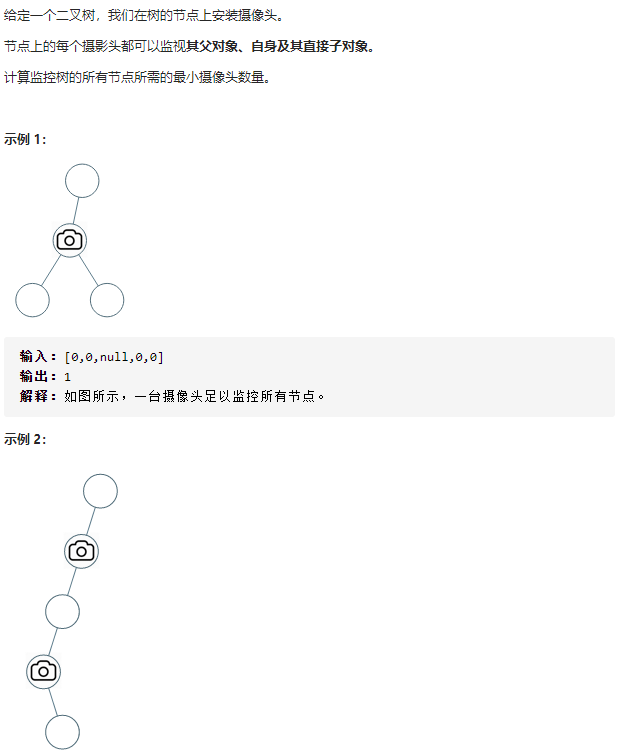 给定一个二叉树，我们在树的节点上安装摄像头。
节点上的每个摄影头都可以监视其父对象、自身及其直接子对象。
计算监控树的所有节点所需的最小摄像头数量。
示例 1：
输入：[0,0,null,0,0]
输出：1
解释：如图所示，一台摄像头足以监控所有节点。
示例 2：